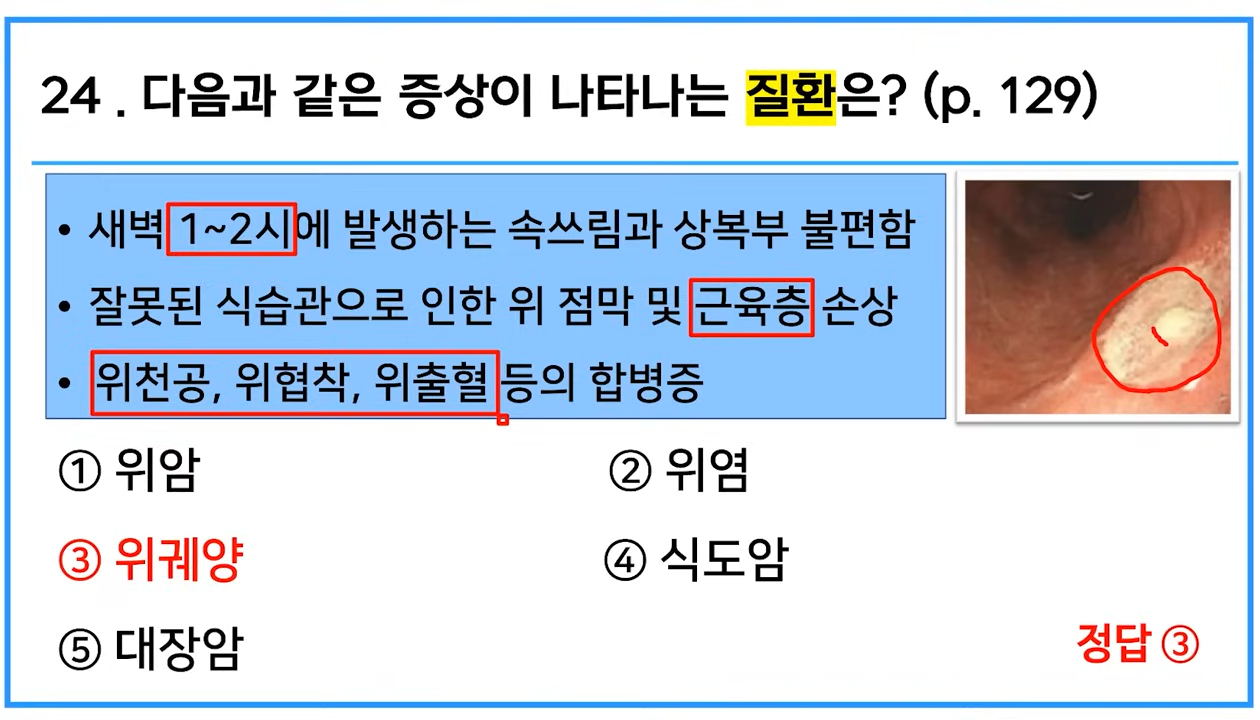 24 . 다음과 같은 증상이 나타나는 질환은? (p. 129)
• 새벽 1~2시에 발생하는 속쓰림과 상복부 불편함
• 잘못된 식습관으로 인한 위 점막 및 근육층 손상
• 위천공, 위협착, 위출혈 등의 합병증
① 위암
② 위염
③ 위궤양
④ 식도암
⑤ 대장암
정답 ③